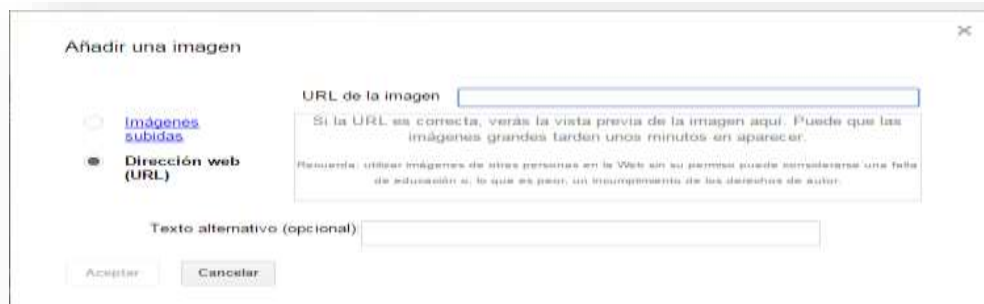 Añadir una imagen
×
URL de la imagen
Imágenes
subidas
Si la URL es correcta, verás la vista previa de la imagen aquí. Puede que las
imágenes grandes tarden unos minutos en aparecer.
Dirección web
(URL)
Recuerda: utilizar imágenes de otras personas en la Web sin su permiso puede considerarse una falta
de educación o, lo que es peor, un incumplimiento de los derechos de autor.
Texto alternativo (opcional)
Aceptar
Cancelar